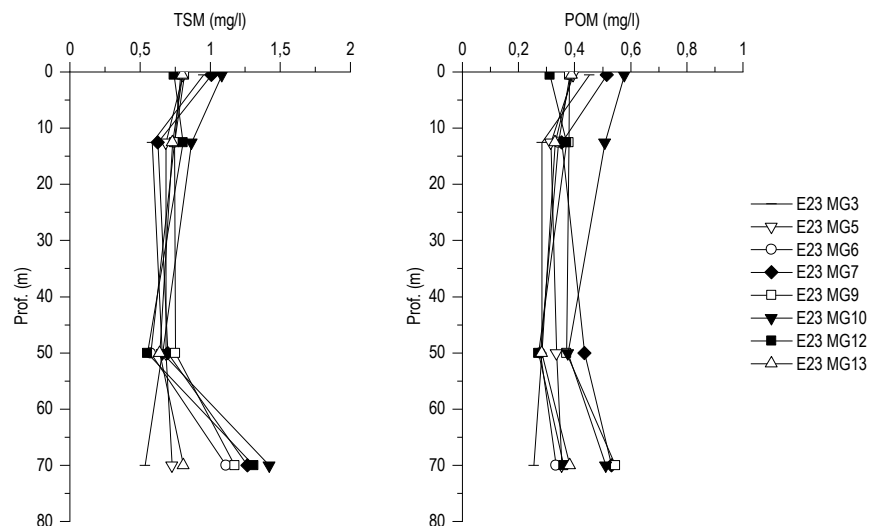 TSM (mg/l)
0 0,5 1 1,5 2
0
10
20
30
40
50
60
70
80
Prof. (m)
POM (mg/l)
0 0,2 0,4 0,6 0,8 1
0
10
20
30
40
50
60
70
80
Prof. (m)
E23 MG3
E23 MG5
E23 MG6
E23 MG7
E23 MG9
E23 MG10
E23 MG12
E23 MG13